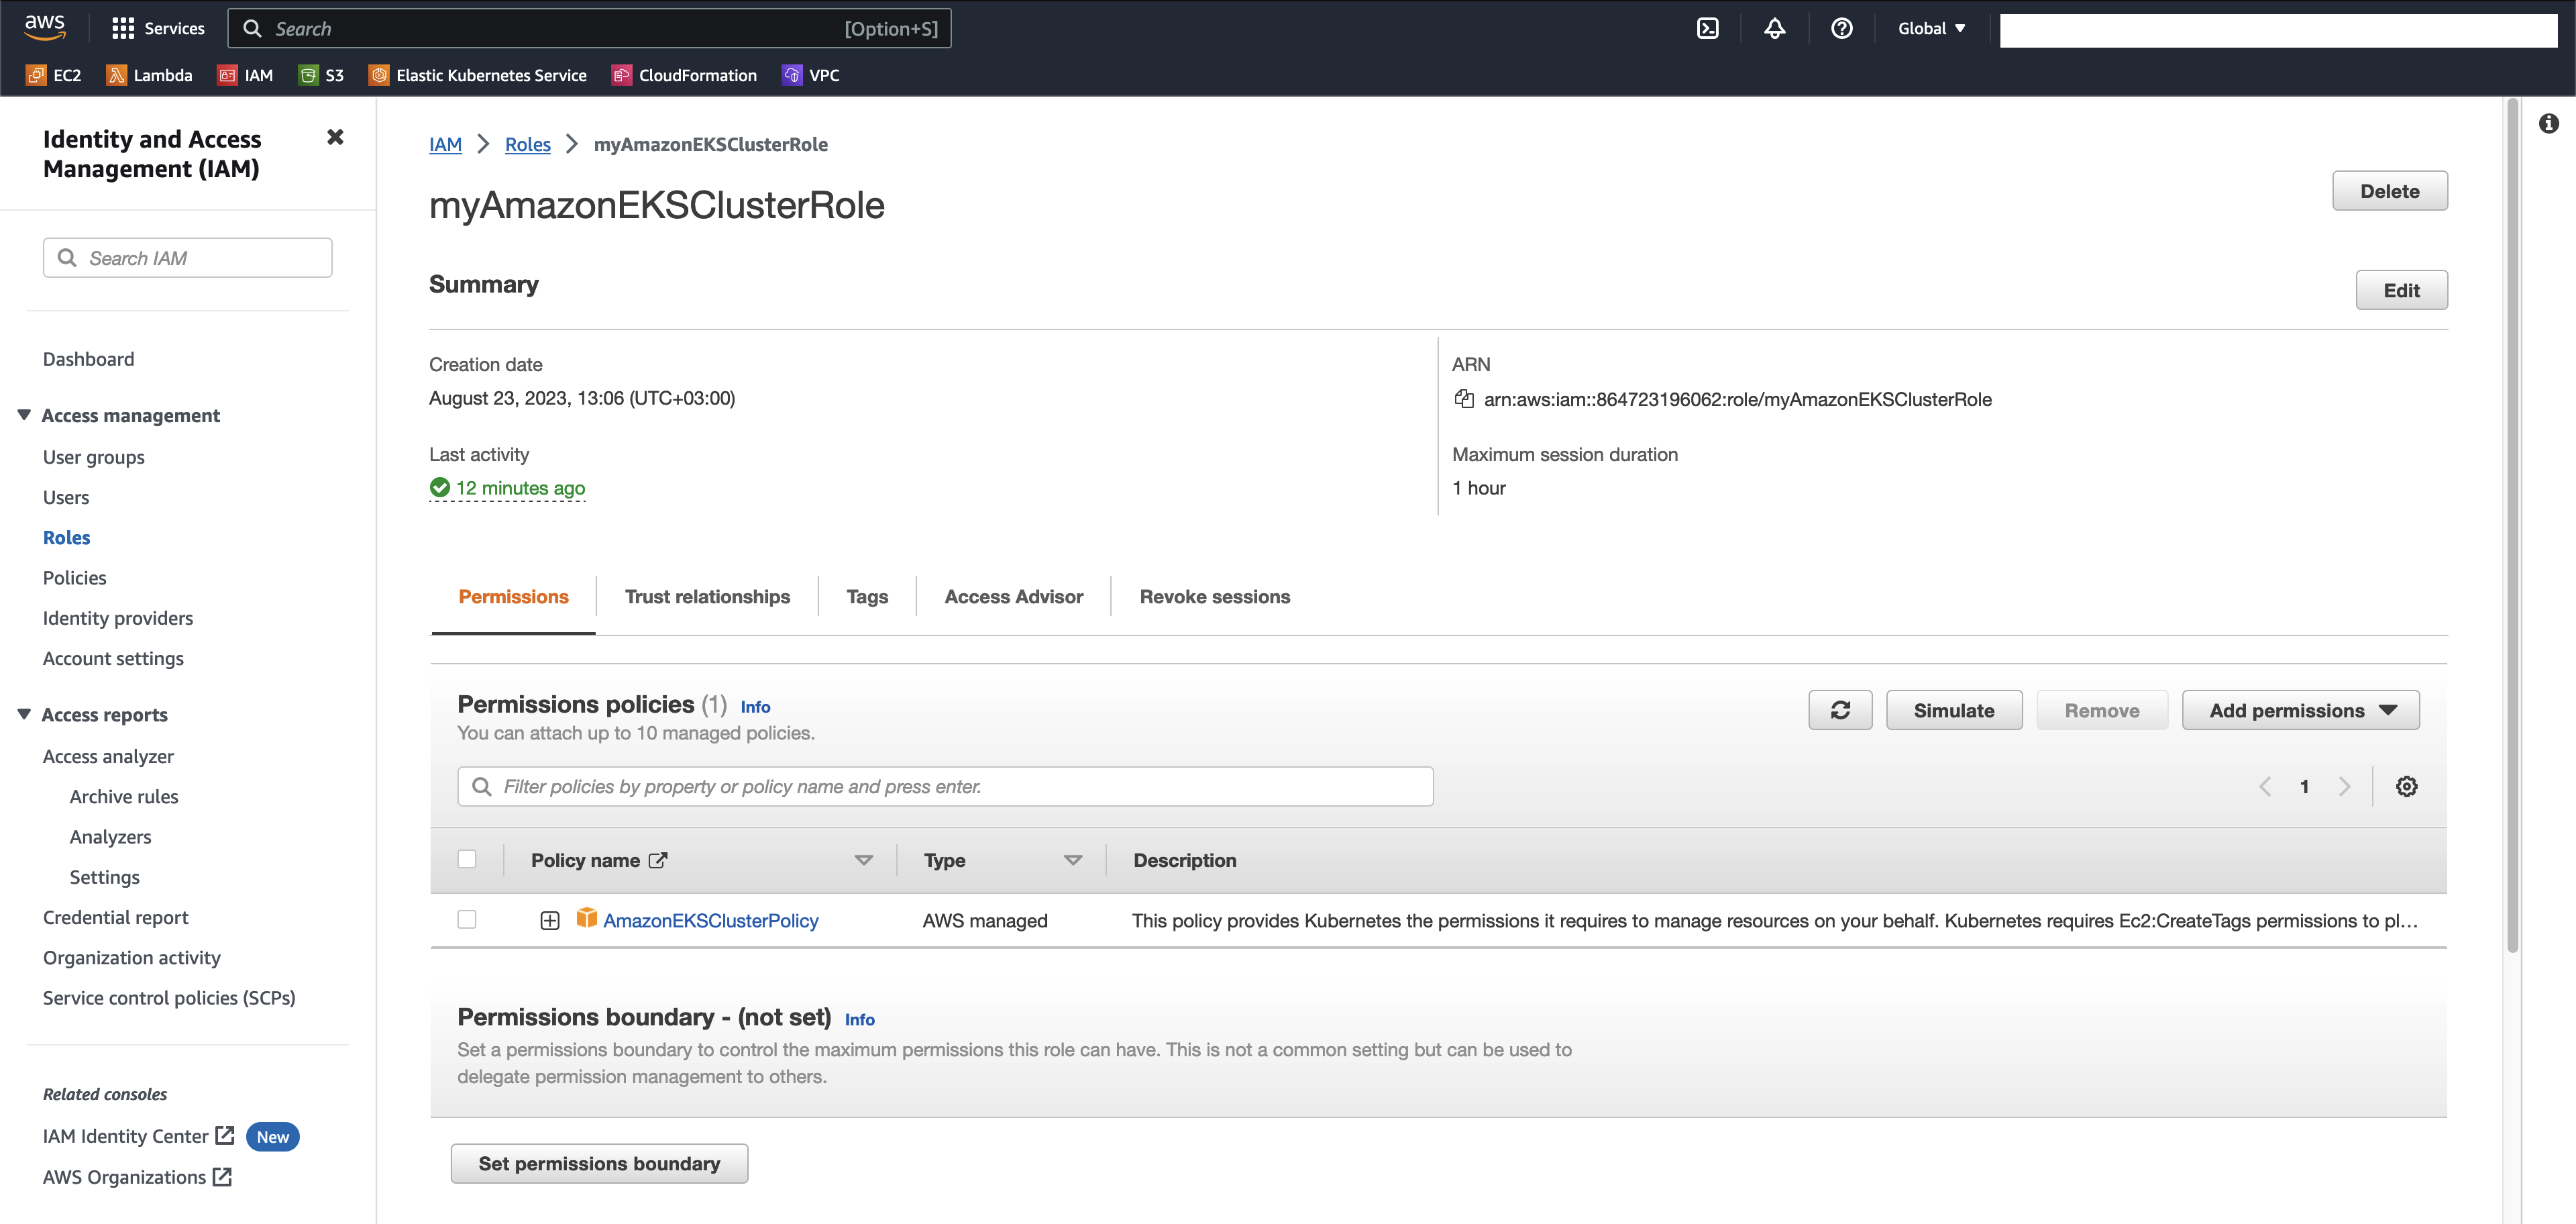 aws
Services
Search
[Option+S]
Global
EC2
Lambda
IAM
S3
Elastic Kubernetes Service
CloudFormation
VPC
Identity and Access
Management (IAM)
Search IAM
Dashboard
Access management
User groups
Users
Roles
Policies
Identity providers
Account settings
Access reports
Access analyzer
Archive rules
Analyzers
Settings
Credential report
Organization activity
Service control policies (SCPs)
Related consoles
IAM Identity Center
New
AWS Organizations
IAM
Roles
myAmazonEKSClusterRole
myAmazonEKSClusterRole
Delete
Summary
Edit
Creation date
August 23, 2023, 13:06 (UTC+03:00)
Last activity
12 minutes ago
ARN
arn:aws:iam::864723196062:role/myAmazonEKSClusterRole
Maximum session duration
1 hour
Permissions
Trust relationships
Tags
Access Advisor
Revoke sessions
Permissions policies (1) Info
You can attach up to 10 managed policies.
Simulate
Remove
Add permissions
Filter policies by property or policy name and press enter.
1
Policy name
Type
Description
AmazonEKSClusterPolicy
AWS managed
This policy provides Kubernetes the permissions it requires to manage resources on your behalf. Kubernetes requires Ec2:CreateTags permissions to pl...
Permissions boundary - (not set) Info
Set a permissions boundary to control the maximum permissions this role can have. This is not a common setting but can be used to
delegate permission management to others.
Set permissions boundary